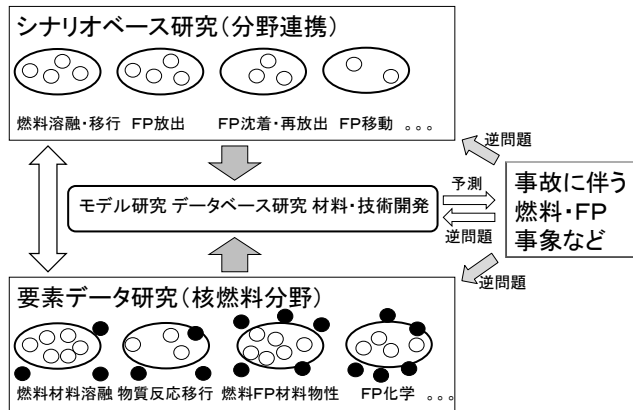 シナリオベース研究(分野連携)
燃料溶融・移行 FP放出 FP沈着・再放出 FP移動 。。。
逆問題
予測
モデル研究 データベース研究 材料・技術開発
逆問題
事故に伴う
燃料・FP
事象など
逆問題
要素データ研究(核燃料分野)
燃料材料溶融 物質反応移行 燃料FP材料物性 FP化学 。。。